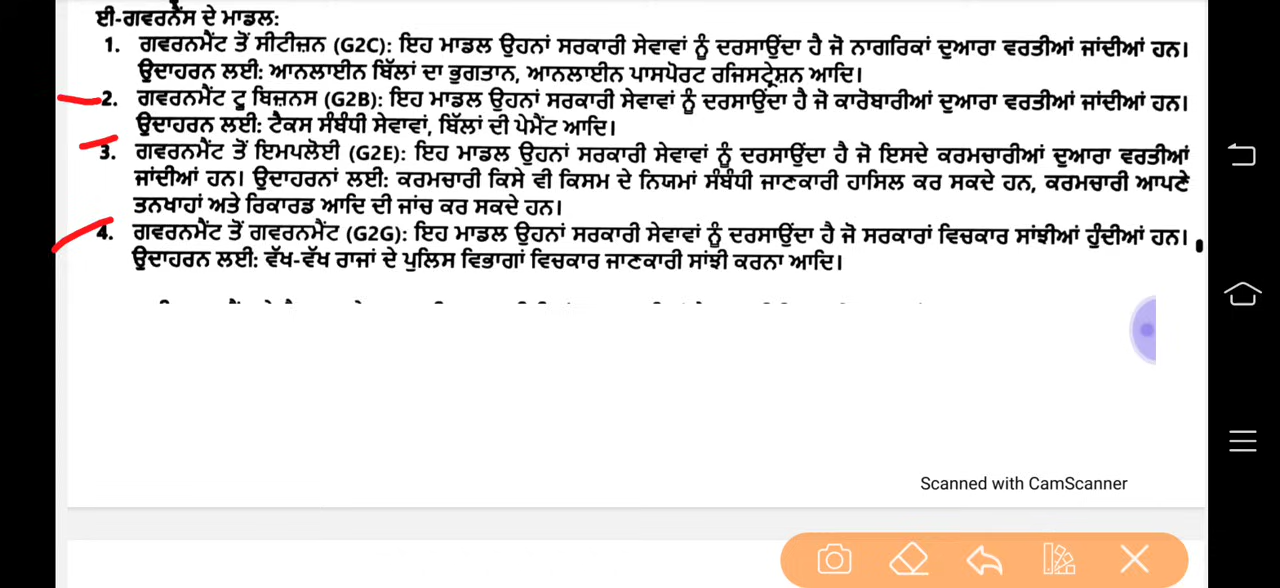 ਈ-ਗਵਰਨੈਂਸ ਦੇ ਮਾਡਲ:
1. ਗਵਰਨਮੈਂਟ ਤੋਂ ਸੀਟੀਜ਼ਨ (G2C): ਇਹ ਮਾਡਲ ਉਹਨਾਂ ਸਰਕਾਰੀ ਸੇਵਾਵਾਂ ਨੂੰ ਦਰਸਾਉਂਦਾ ਹੈ ਜੋ ਨਾਗਰਿਕਾਂ ਦੁਆਰਾ ਵਰਤੀਆਂ ਜਾਂਦੀਆਂ ਹਨ।
ਉਦਾਹਰਨ ਲਈ: ਆਨਲਾਈਨ ਬਿੱਲਾਂ ਦਾ ਭੁਗਤਾਨ, ਆਨਲਾਈਨ ਪਾਸਪੋਰਟ ਰਜਿਸਟ੍ਰੇਸ਼ਨ ਆਦਿ।
2. ਗਵਰਨਮੈਂਟ ਟੂ ਬਿਜ਼ਨਸ (G2B): ਇਹ ਮਾਡਲ ਉਹਨਾਂ ਸਰਕਾਰੀ ਸੇਵਾਵਾਂ ਨੂੰ ਦਰਸਾਉਂਦਾ ਹੈ ਜੋ ਕਾਰੋਬਾਰੀਆਂ ਦੁਆਰਾ ਵਰਤੀਆਂ ਜਾਂਦੀਆਂ ਹਨ।
ਉਦਾਹਰਨ ਲਈ: ਟੈਕਸ ਸੰਬੰਧੀ ਸੇਵਾਵਾਂ, ਬਿੱਲਾਂ ਦੀ ਪੇਮੈਂਟ ਆਦਿ।
3. ਗਵਰਨਮੈਂਟ ਤੋਂ ਇਮਪਲੋਈ (G2E): ਇਹ ਮਾਡਲ ਉਹਨਾਂ ਸਰਕਾਰੀ ਸੇਵਾਵਾਂ ਨੂੰ ਦਰਸਾਉਂਦਾ ਹੈ ਜੋ ਇਸਦੇ ਕਰਮਚਾਰੀਆਂ ਦੁਆਰਾ ਵਰਤੀਆਂ
ਜਾਂਦੀਆਂ ਹਨ। ਉਦਾਹਰਨਾਂ ਲਈ: ਕਰਮਚਾਰੀ ਕਿਸੇ ਵੀ ਕਿਸਮ ਦੇ ਨਿਯਮਾਂ ਸੰਬੰਧੀ ਜਾਣਕਾਰੀ ਹਾਸਿਲ ਕਰ ਸਕਦੇ ਹਨ, ਕਰਮਚਾਰੀ ਆਪਣੇ
ਤਨਖਾਹਾਂ ਅਤੇ ਰਿਕਾਰਡ ਆਦਿ ਦੀ ਜਾਂਚ ਕਰ ਸਕਦੇ ਹਨ।
4. ਗਵਰਨਮੈਂਟ ਤੋਂ ਗਵਰਨਮੈਂਟ (G2G): ਇਹ ਮਾਡਲ ਉਹਨਾਂ ਸਰਕਾਰੀ ਸੇਵਾਵਾਂ ਨੂੰ ਦਰਸਾਉਂਦਾ ਹੈ ਜੋ ਸਰਕਾਰਾਂ ਵਿਚਕਾਰ ਸਾਂਝੀਆਂ ਹੁੰਦੀਆਂ ਹਨ।
ਉਦਾਹਰਨ ਲਈ: ਵੱਖ-ਵੱਖ ਰਾਜਾਂ ਦੇ ਪੁਲਿਸ ਵਿਭਾਗਾਂ ਵਿਚਕਾਰ ਜਾਣਕਾਰੀ ਸਾਂਝੀ ਕਰਨਾ ਆਦਿ।
Scanned with CamScanner